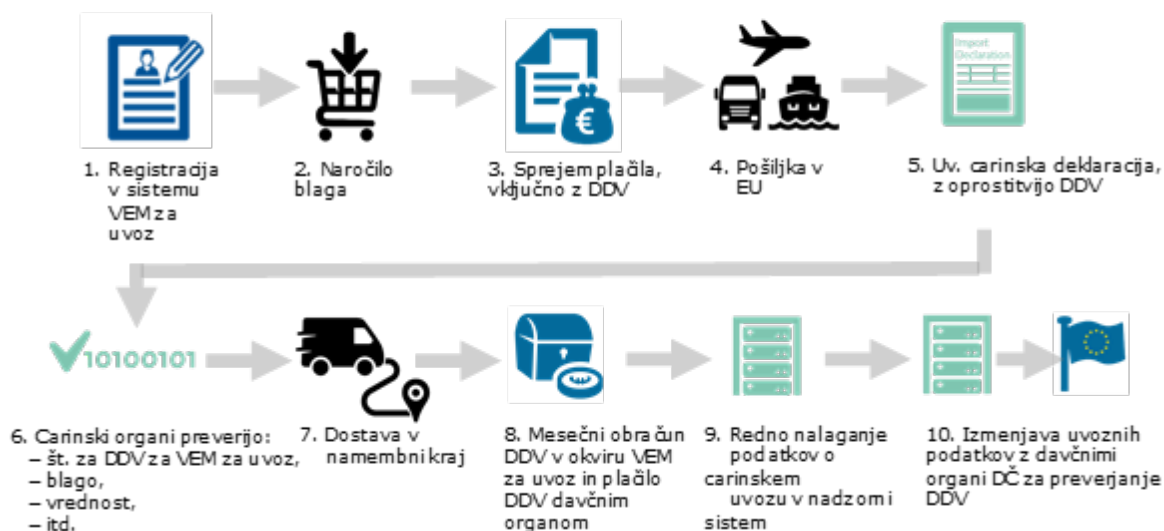 Import
Declaration
1. Registracija
v sistemu
VEM za
uvoz
2. Naročilo
blaga
3. Sprejem plačila,
vključno z DDV
4. Pošiljka v
EU
5. Uv. carinska deklaracija,
z oprostitvijo DDV
10100101
6. Carinski organi preverijo:
– št. za DDV za VEM za uvoz,
– blago,
– vrednost,
– itd.
7. Dostava v
namembni kraj
8. Mesečni obračun
DDV v okviru VEM
za uvoz in plačilo
DDV davčnim
organom
9. Redno nalaganje
podatkov o
carinskem
uvozu v nadzorni
sistem
10. Izmenjava uvoznih
podatkov z davčnimi
organi DČ za preverjanje
DDV